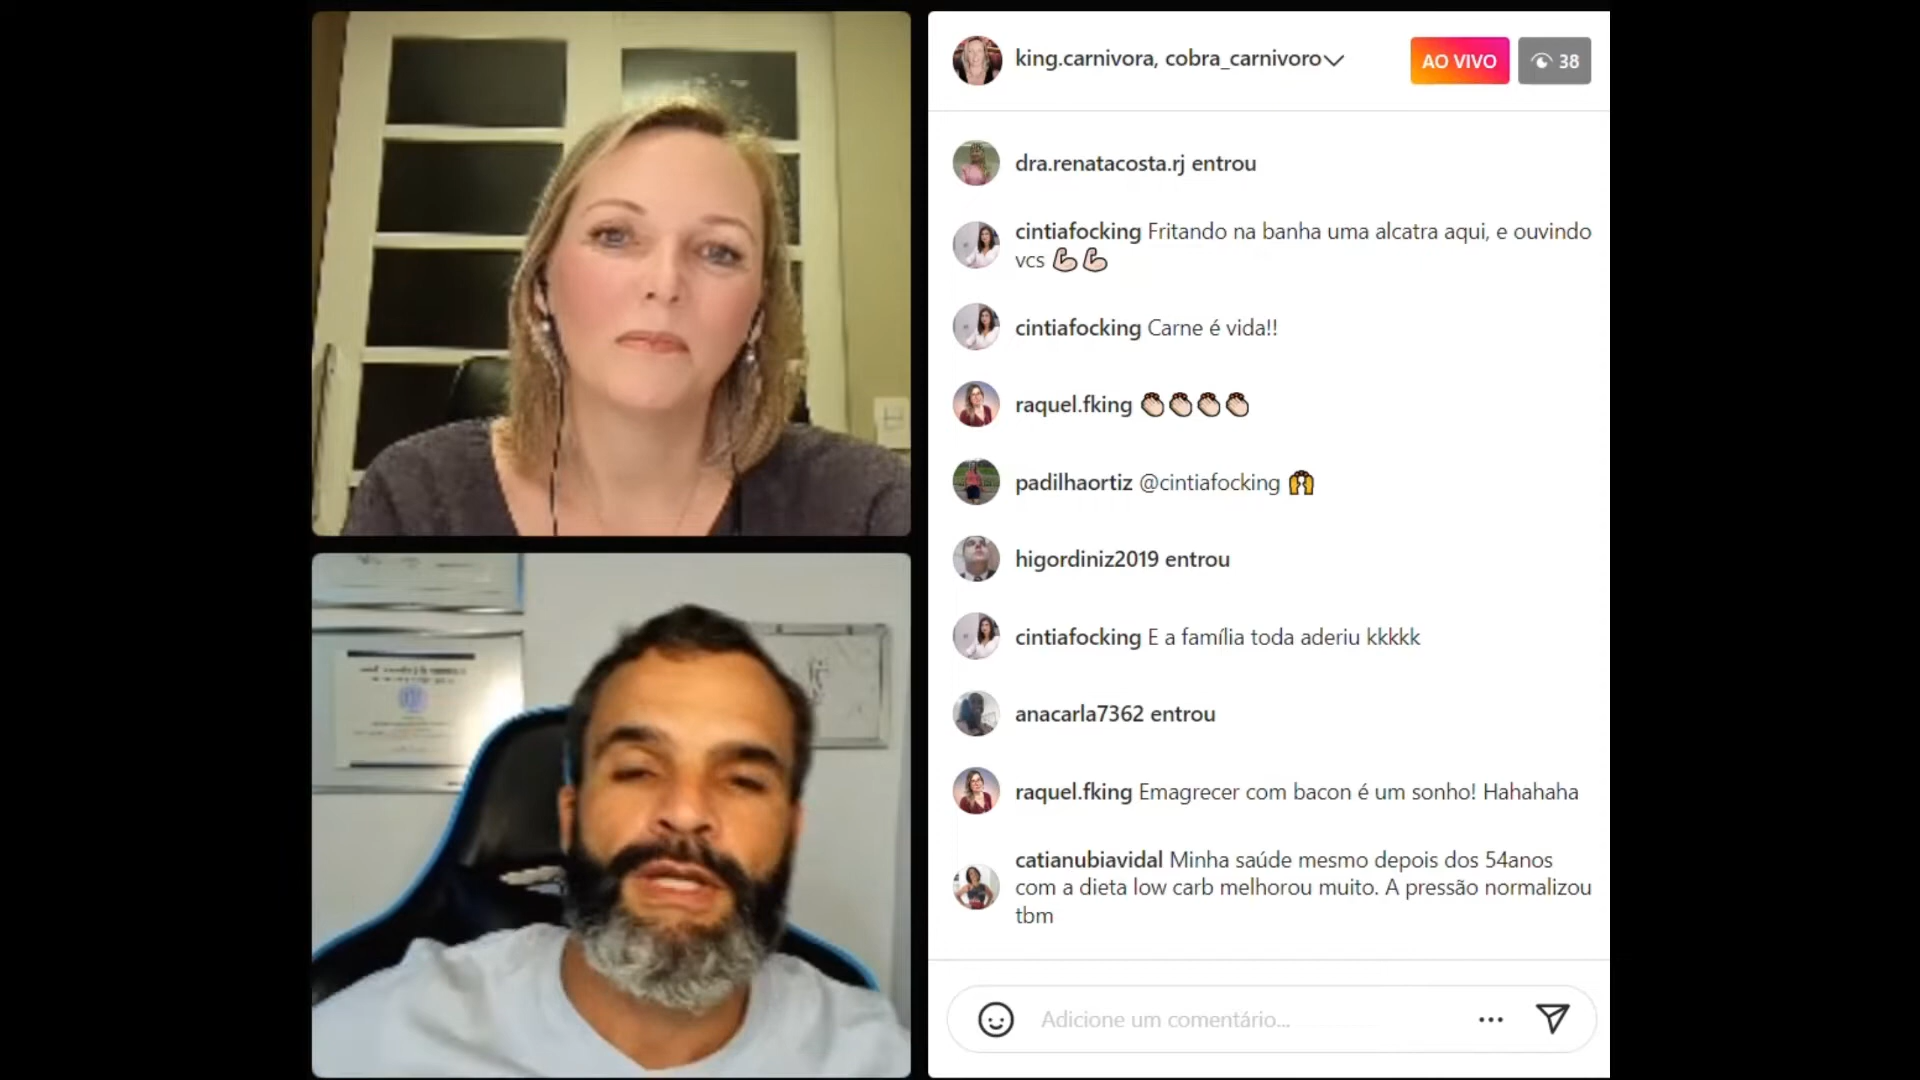 king.carnivora, cobra_carnivoro
AO VIVO
38
dra.renatacosta.rj entrou
cintiafocking Fritando na banha uma alcatra aqui, e ouvindo
vcs 💪🏻💪🏻
cintiafocking Carne é vida!!
raquel.fking 👏🏻👏🏻👏🏻👏🏻
padilhaortiz @cintiafocking 🙌
higordiniz2019 entrou
cintiafocking E a família toda aderiu kkkkk
anacarla7362 entrou
raquel.fking Emagrecer com bacon é um sonho! Hahahaha
catianubiavidal Minha saúde mesmo depois dos 54anos
com a dieta low carb melhorou muito. A pressão normalizou
tbm
Adicione um comentário...